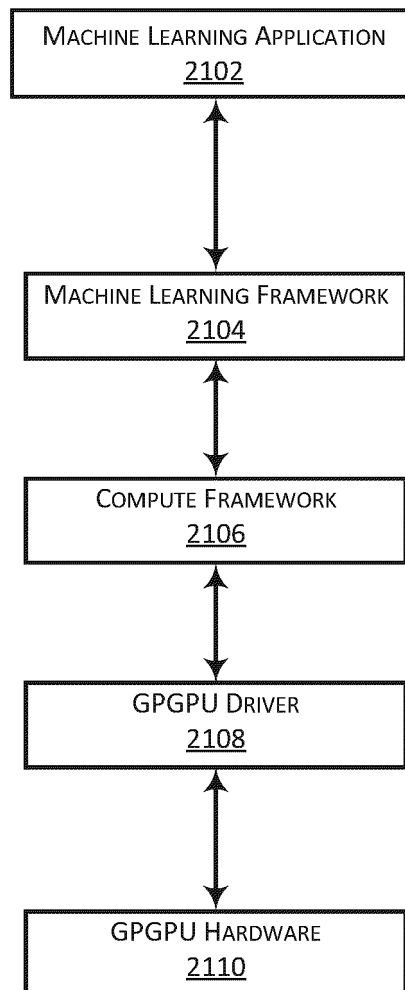 MACHINE LEARNING APPLICATION
2102
MACHINE LEARNING FRAMEWORK
2104
COMPUTE FRAMEWORK
2106
GPGPU DRIVER
2108
GPGPU HARDWARE
2110